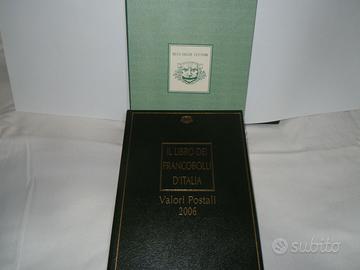 IL LIBRO DEI
FRANCOBOLLI
D'ITALIA
Valori Postali
2006
subito